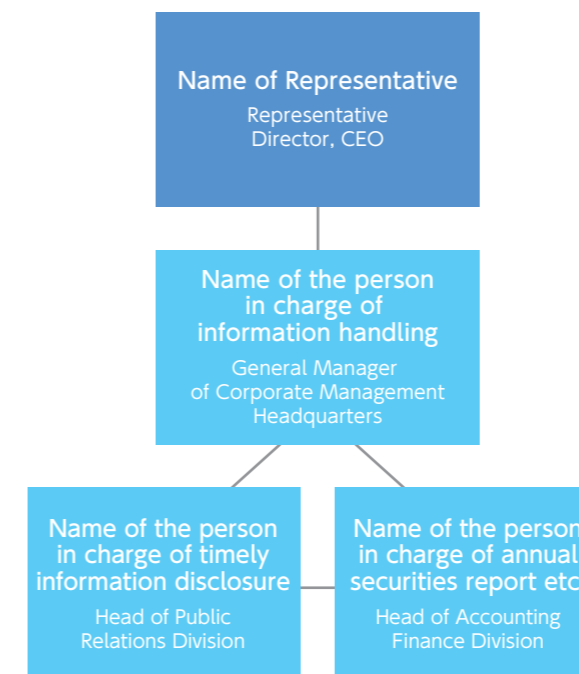 Name of Representative
Representative
Director, CEO
Name of the person
in charge of
information handling
General Manager
of Corporate Management
Headquarters
Name of the person
in charge of timely
information disclosure
Head of Public
Relations Division
Name of the person
in charge of annual
securities report etc
Head of Accounting
Finance Division